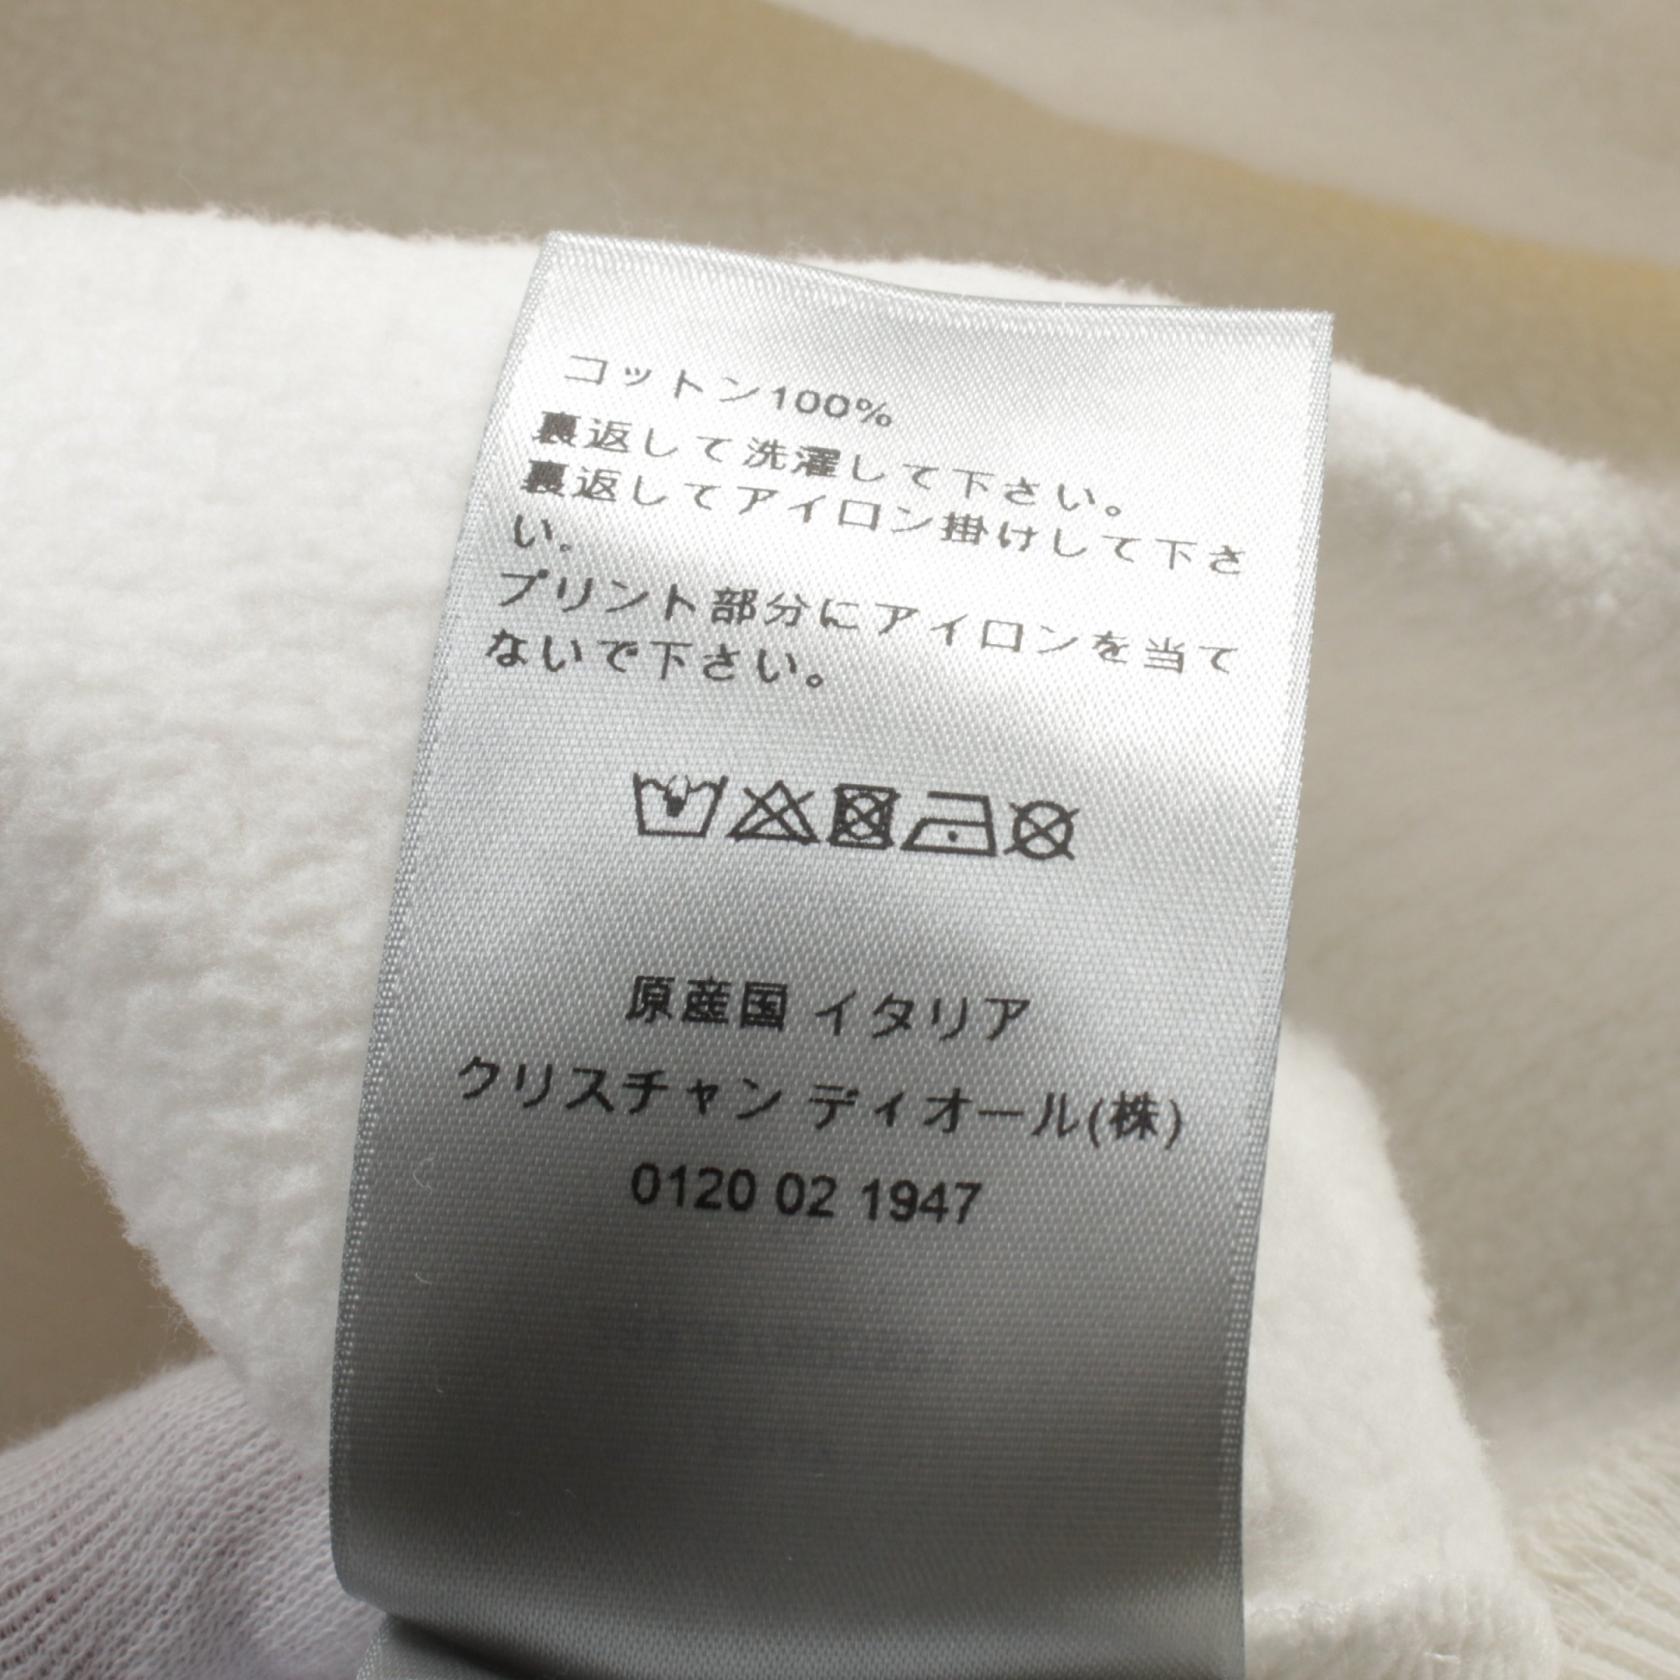 コットン100%
裏返しして洗濯して下さい。
裏返ししてアイロン掛けして下さ
い。
プリント部分にアイロンを当て
ないで下さい。
原産国 イタリア
クリスチャン ディオール(株)
0120 02 1947